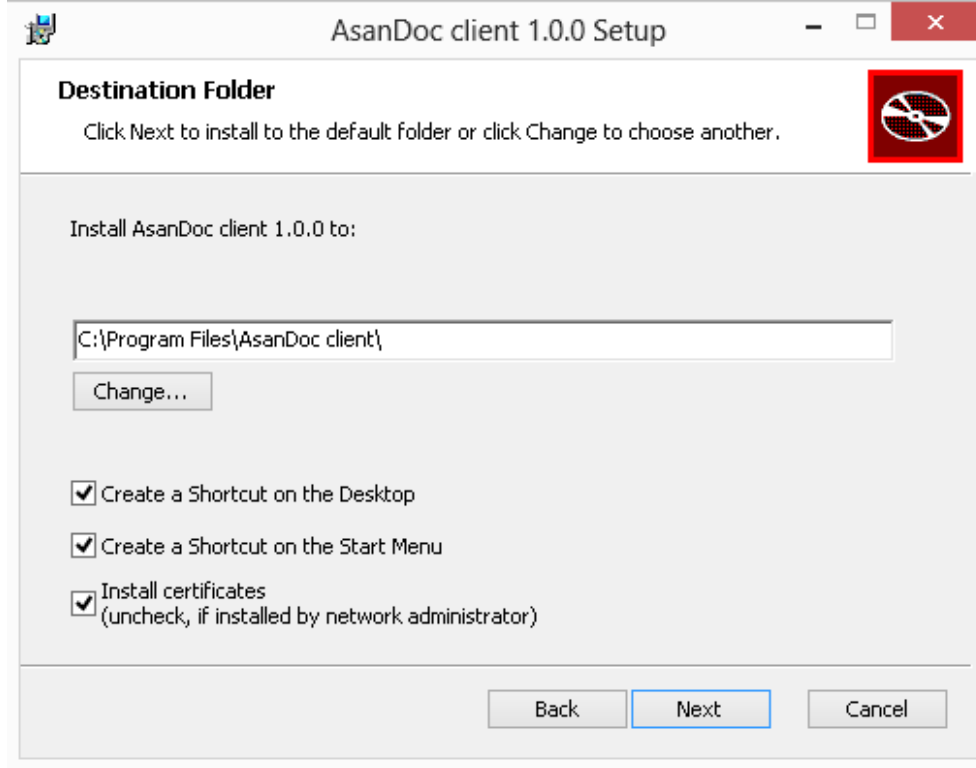 AsanDoc client 1.0.0 Setup
Destination Folder
Click Next to install to the default folder or click Change to choose another.
Install AsanDoc client 1.0.0 to:
C:\Program Files\AsanDoc client\
Change...
Create a Shortcut on the Desktop
Create a Shortcut on the Start Menu
Install certificates
(uncheck, if installed by network administrator)
Back Next Cancel